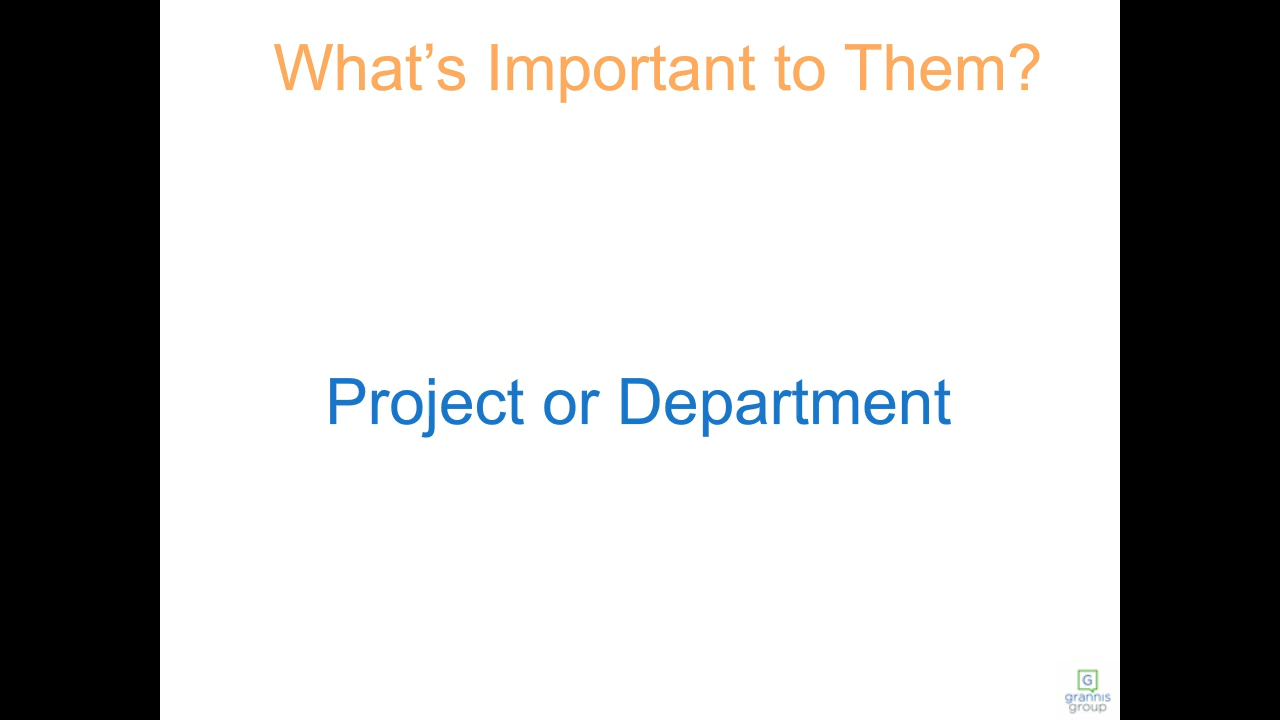 What’s Important to Them?
Project or Department
G
grannis
group